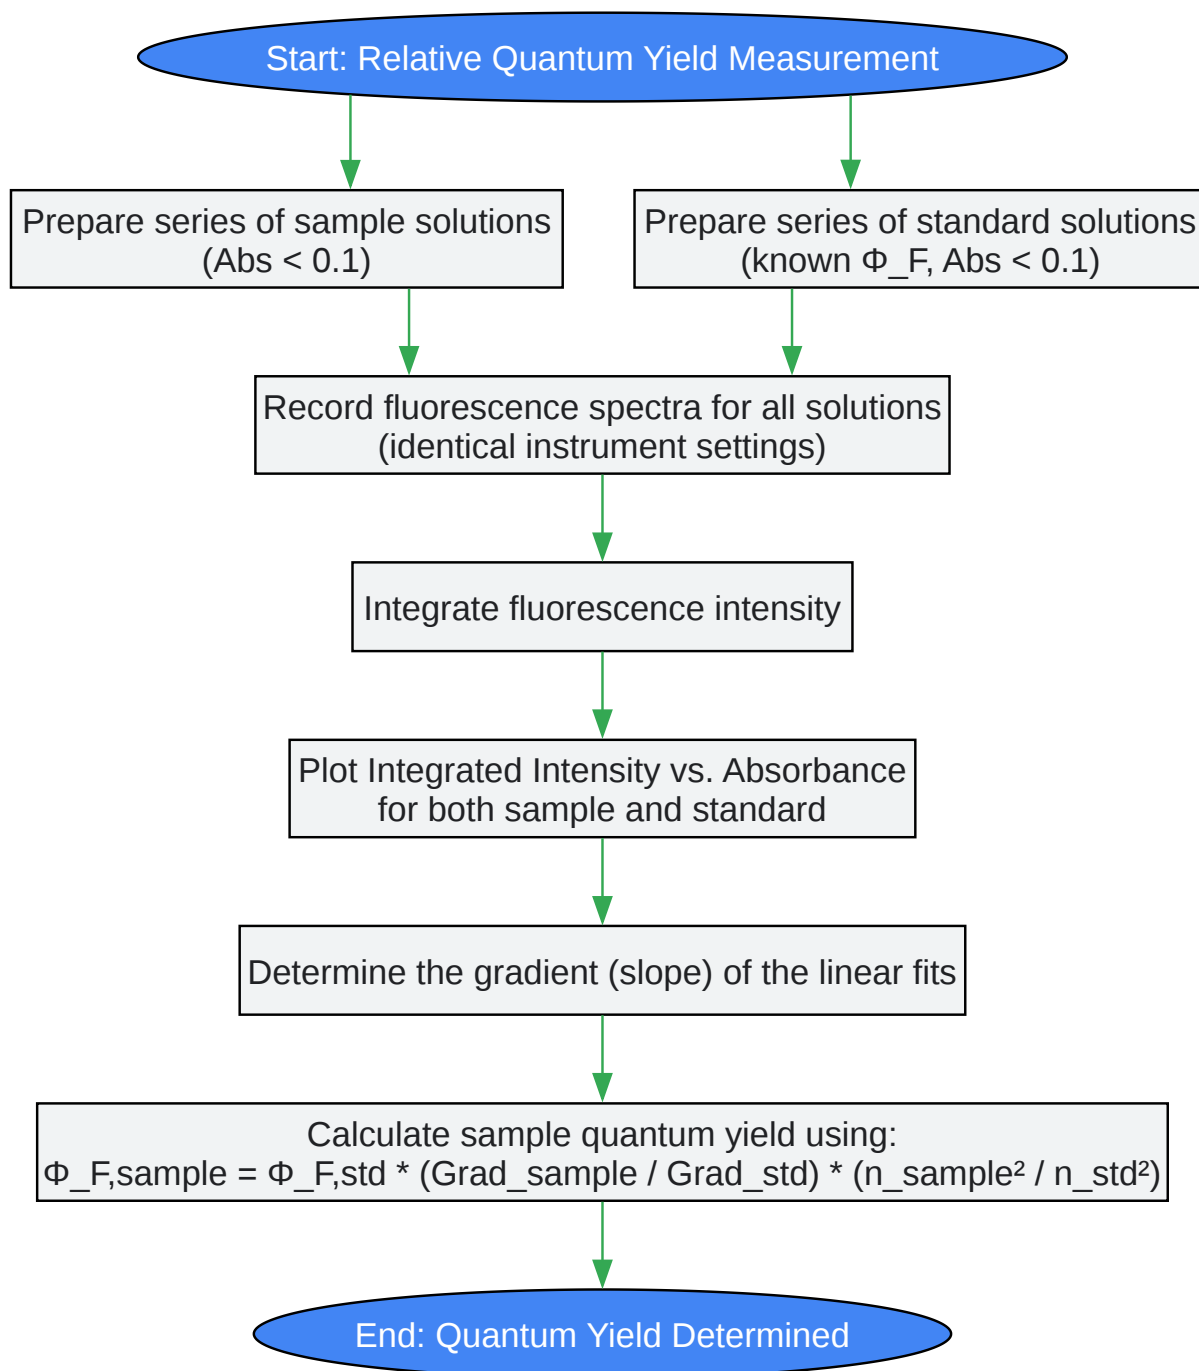 Start: Relative Quantum Yield Measurement
Prepare series of sample solutions
(Abs < 0.1)
Prepare series of standard solutions
(known Φ_F, Abs < 0.1)
Record fluorescence spectra for all solutions
(identical instrument settings)
Integrate fluorescence intensity
Plot Integrated Intensity vs. Absorbance
for both sample and standard
Determine the gradient (slope) of the linear fits
Calculate sample quantum yield using:
Φ_F,sample = Φ_F,std * (Grad_sample / Grad_std) * (n_sample² / n_std²)
End: Quantum Yield Determined